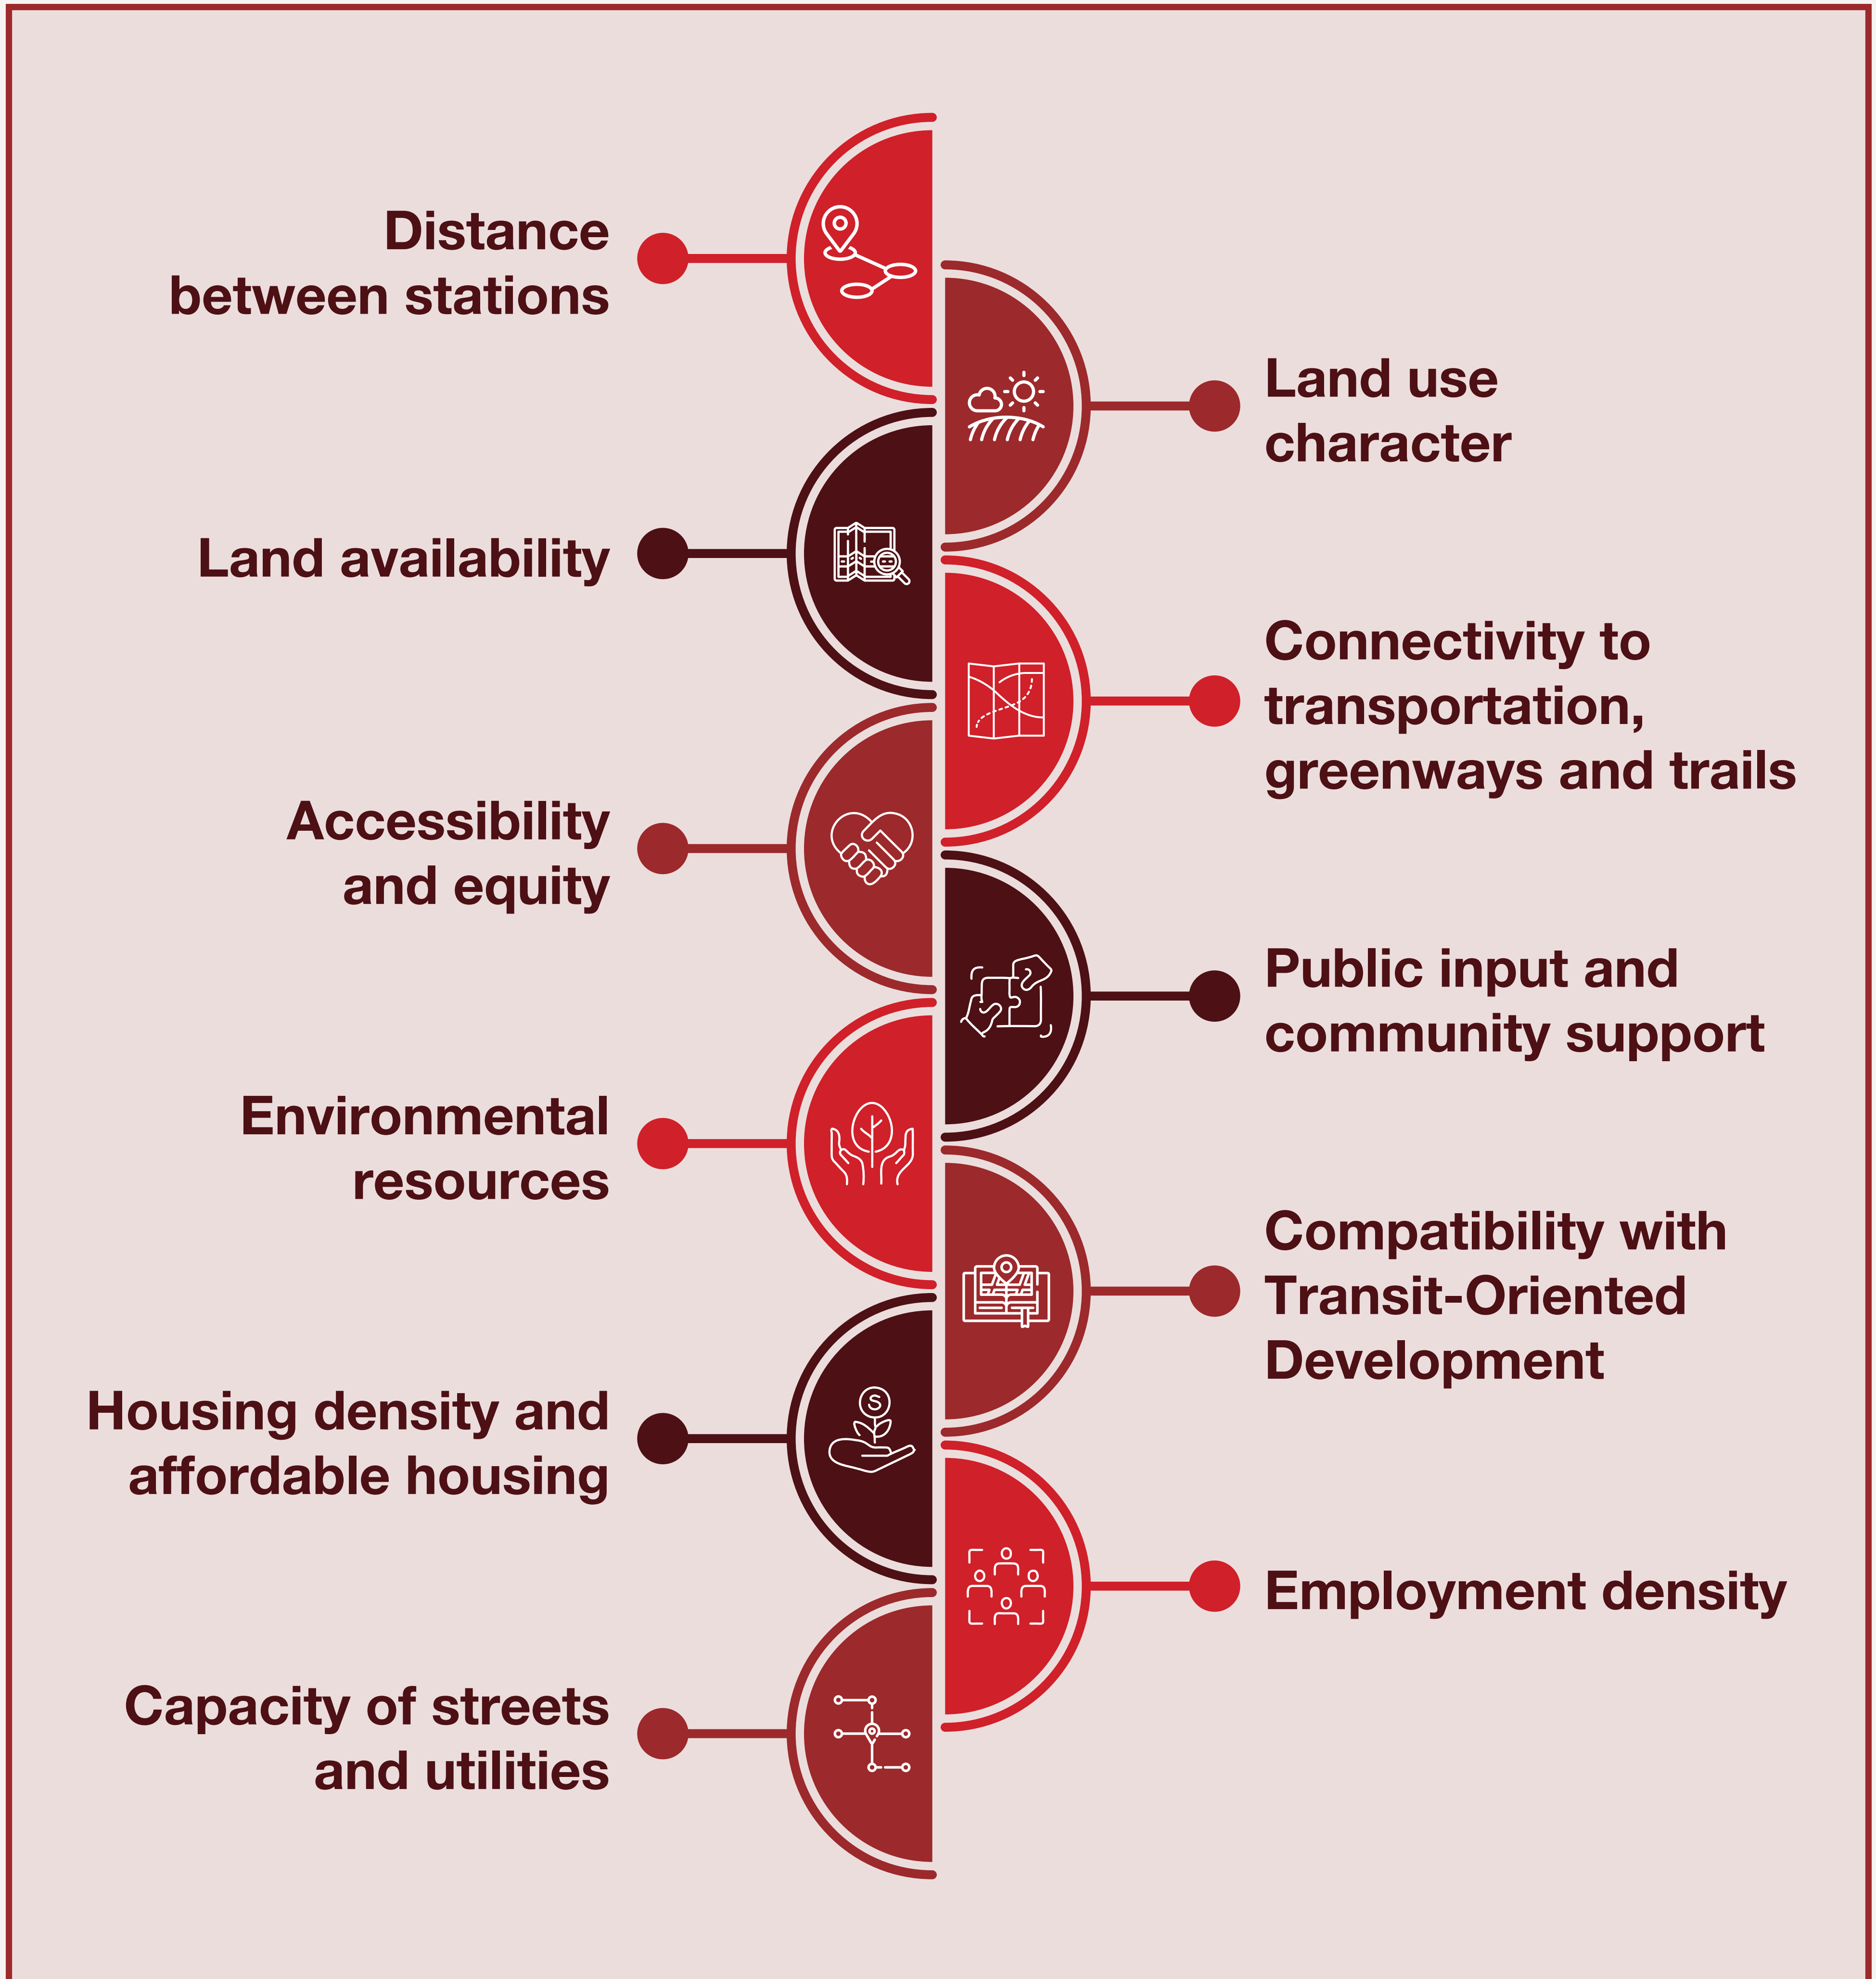 Distance
between stations
Land use
character
Land availability
Connectivity to
transportation,
greenways and trails
Accessibility
and equity
Public input and
community support
Environmental
resources
Compatibility with
Transit-Oriented
Development
Housing density and
affordable housing
Employment density
Capacity of streets
and utilities